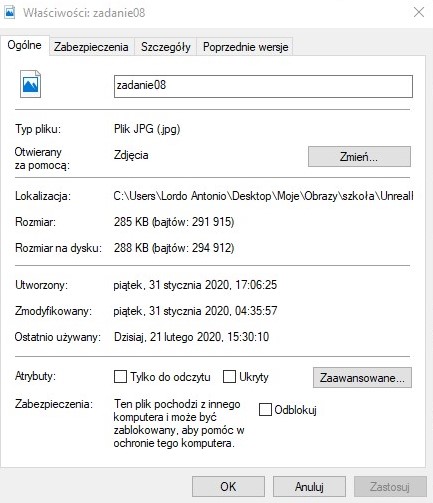 Właściwości: zadanie08
Ogólne Zabezpieczenia Szczegóły Poprzednie wersje
zadanie08
Typ pliku: Plik JPG (.jpg)
Otwierany za pomocą: Zdjęcia Zmień...
Lokalizacja: C:\Users\Lordo Antonio\Desktop\Moje\Obrazy\szkoła\Unreall
Rozmiar: 285 KB (bajtów: 291 915)
Rozmiar na dysku: 288 KB (bajtów: 294 912)
Utworzony: piątek, 31 stycznia 2020, 17:06:25
Zmodyfikowany: piątek, 31 stycznia 2020, 04:35:57
Ostatnio używany: Dzisiaj, 21 lutego 2020, 15:30:10
Atrybuty: Tylko do odczytu Ukryty Zaawansowane...
Zabezpieczenia: Ten plik pochodzi z innego
komputera i może być
zablokowany, aby pomóc w
ochronie tego komputera.
Odblokuj
OK Anuluj Zastosuj